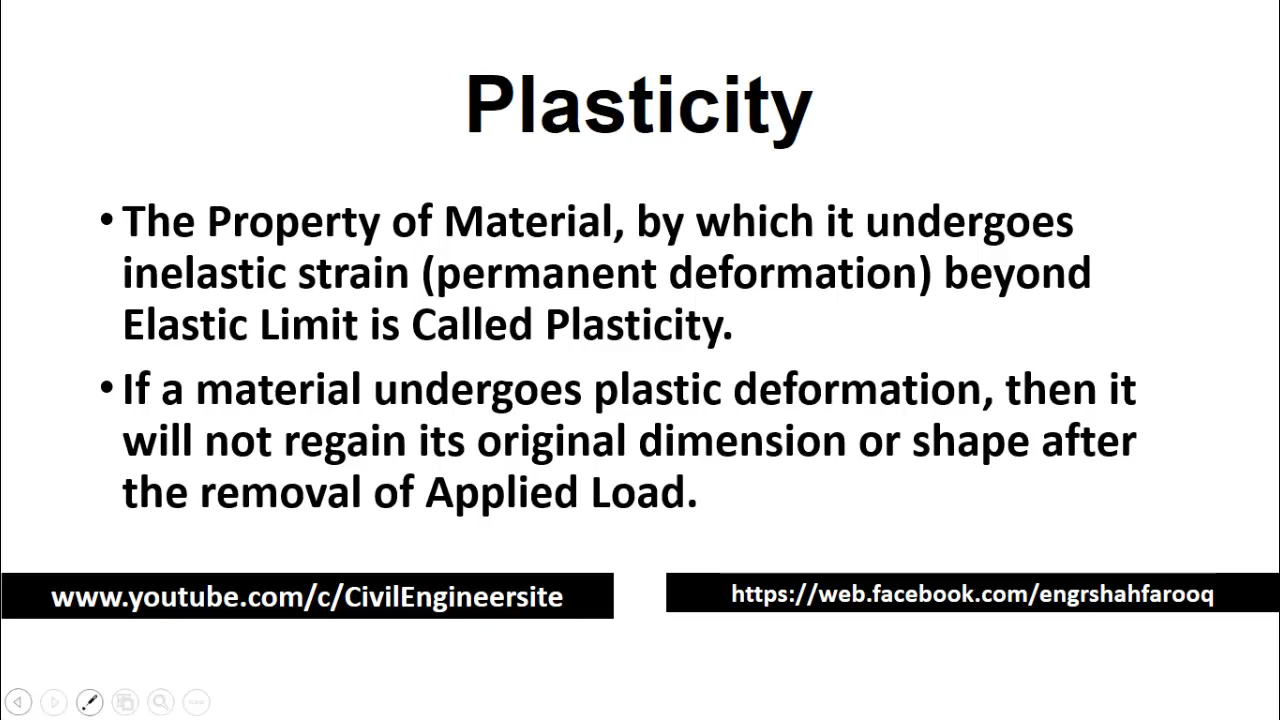 Plasticity
• The Property of Material, by which it undergoes
inelastic strain (permanent deformation) beyond
Elastic Limit is Called Plasticity.
• If a material undergoes plastic deformation, then it
will not regain its original dimension or shape after
the removal of Applied Load.
www.youtube.com/c/CivilEngineersite
https://web.facebook.com/engrshahfarooq